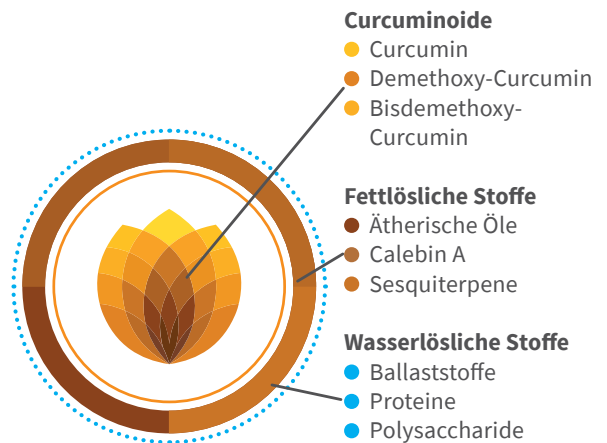 Curcuminoide
Curcumin
Demethoxy-Curcumin
Bisdemethoxy-
Curcumin
Fettlösliche Stoffe
Ätherische Öle
Calebin A
Sesquiterpene
Wasserlösliche Stoffe
Ballaststoffe
Proteine
Polysaccharide